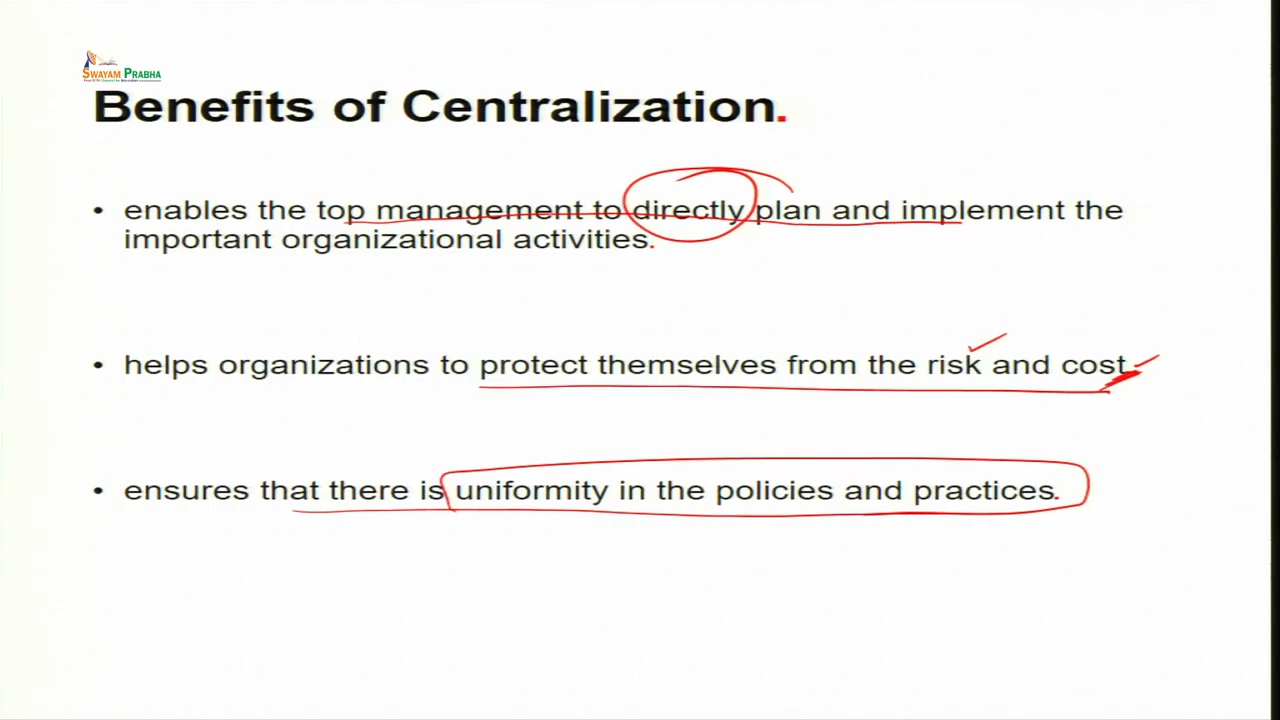 SWAYAM PRABHA
Benefits of Centralization.
• enables the top management to directly plan and implement the
important organizational activities.
• helps organizations to protect themselves from the risk and cost.
• ensures that there is uniformity in the policies and practices.